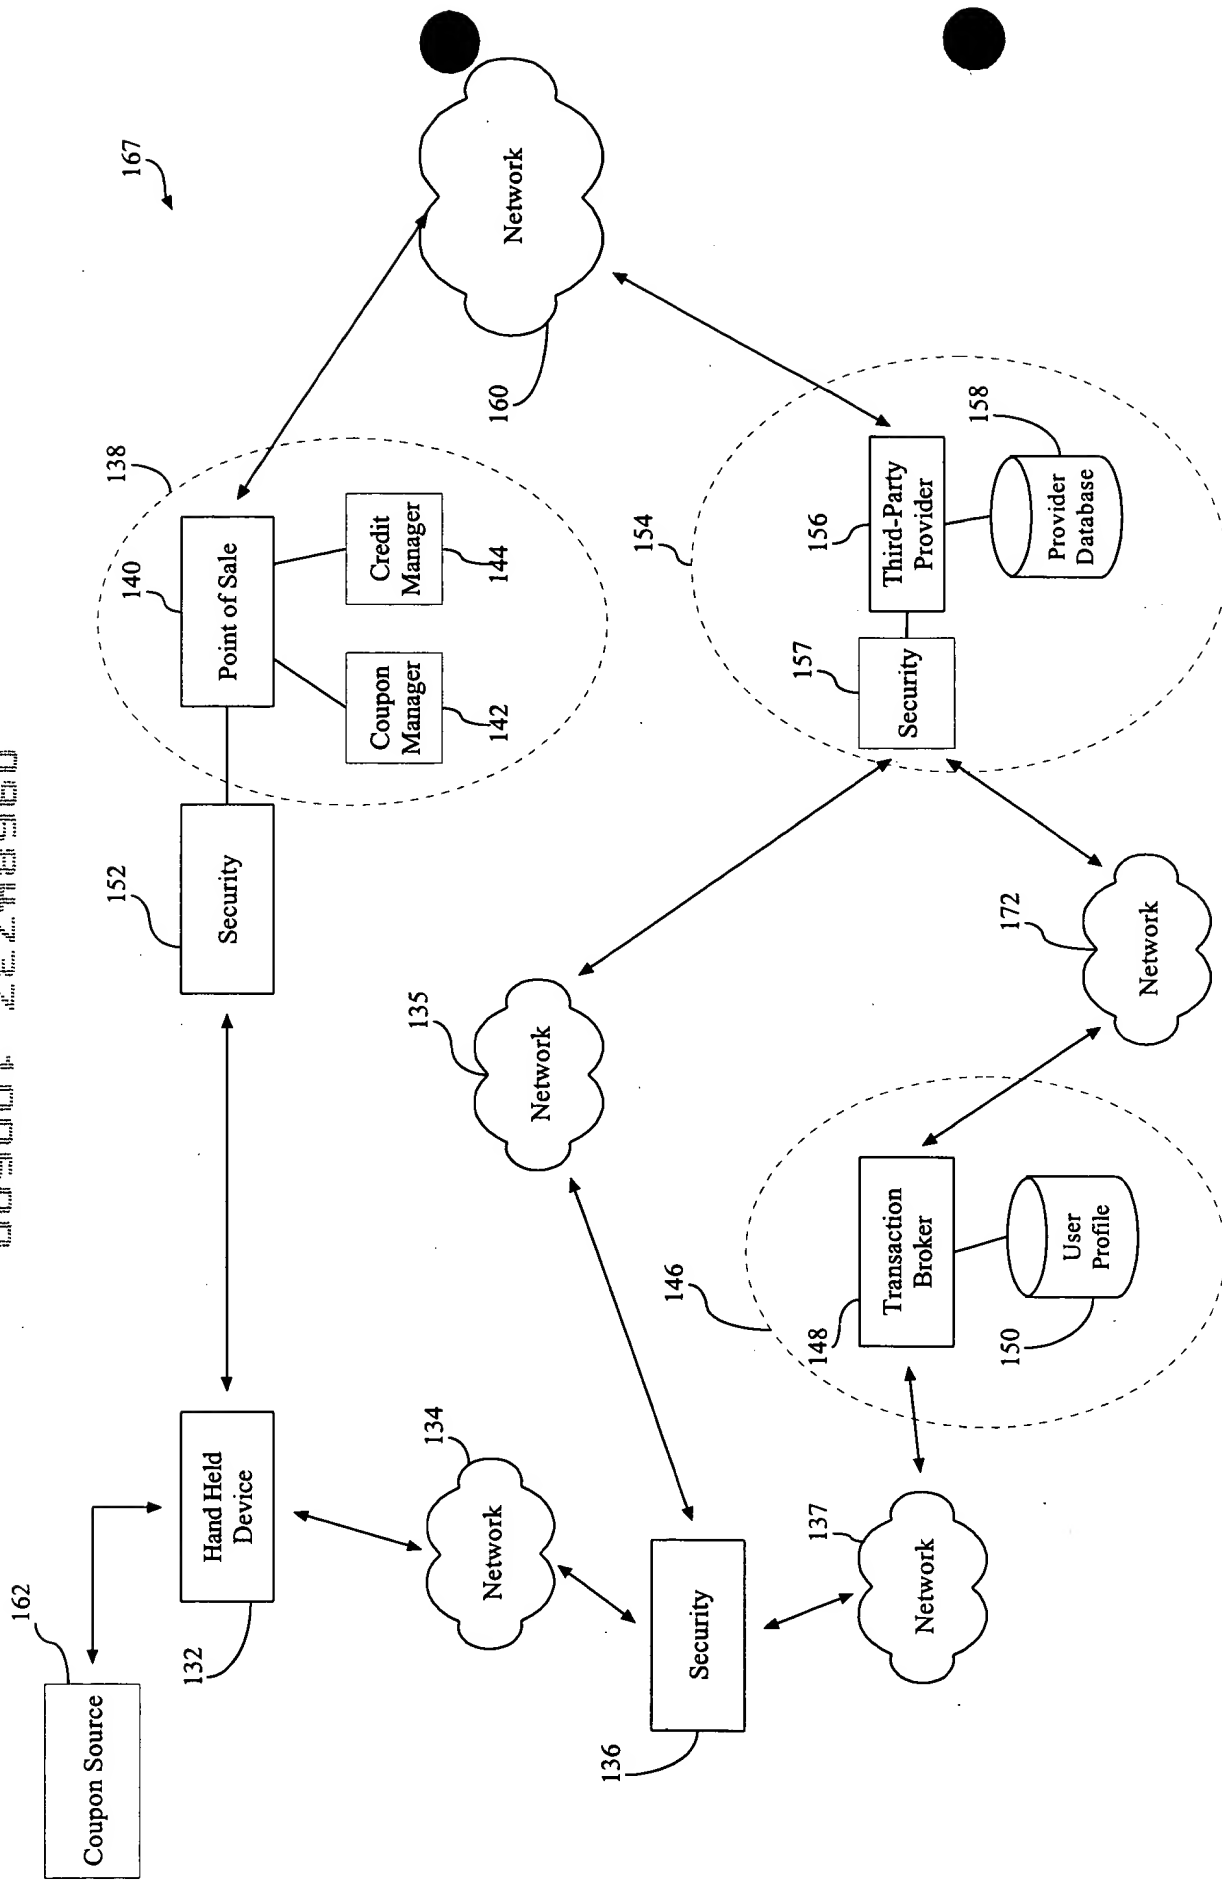 162
Coupon Source
132
Hand Held
Device
152
Security
140
Point of Sale
138
Coupon
Manager
142
Credit
Manager
144
167
Network
160
134
Network
135
Network
136
Security
137
Network
146
148
Transaction
Broker
150
User
Profile
172
Network
154
157
Security
156
Third-Party
Provider
158
Provider
Database